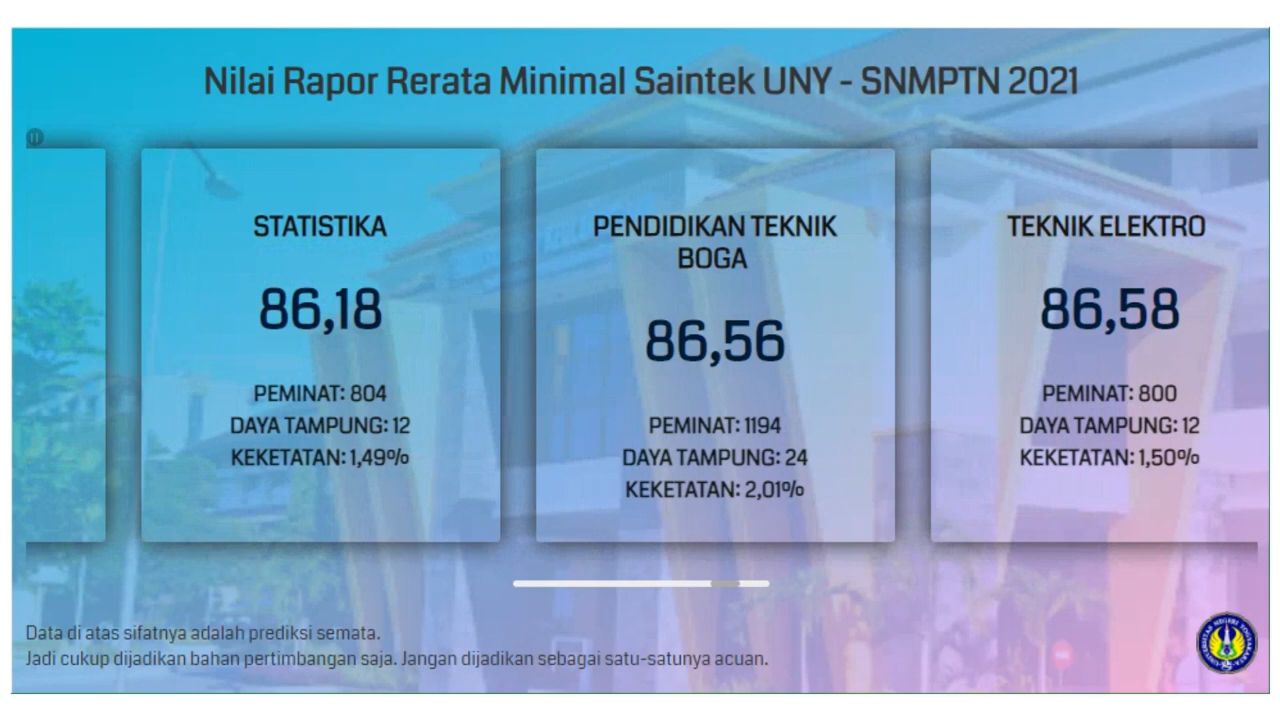 Nilai Rapor Rerata Minimal Saintek UNY - SNMPTN 2021
STATISTIKA
86,18
PEMINAT: 804
DAYA TAMPUNG: 12
KEKETATAN: 1,49%
PENDIDIKAN TEKNIK
BOGA
86,56
PEMINAT: 1194
DAYA TAMPUNG: 24
KEKETATAN: 2,01%
TEKNIK ELEKTRO
86,58
PEMINAT: 800
DAYA TAMPUNG: 12
KEKETATAN: 1,50%
Data di atas sifatnya adalah prediksi semata.
Jadi cukup dijadikan bahan pertimbangan saja. Jangan dijadikan sebagai satu-satunya acuan.
UNIVERSITAS NEGERI YOGYAKARTA